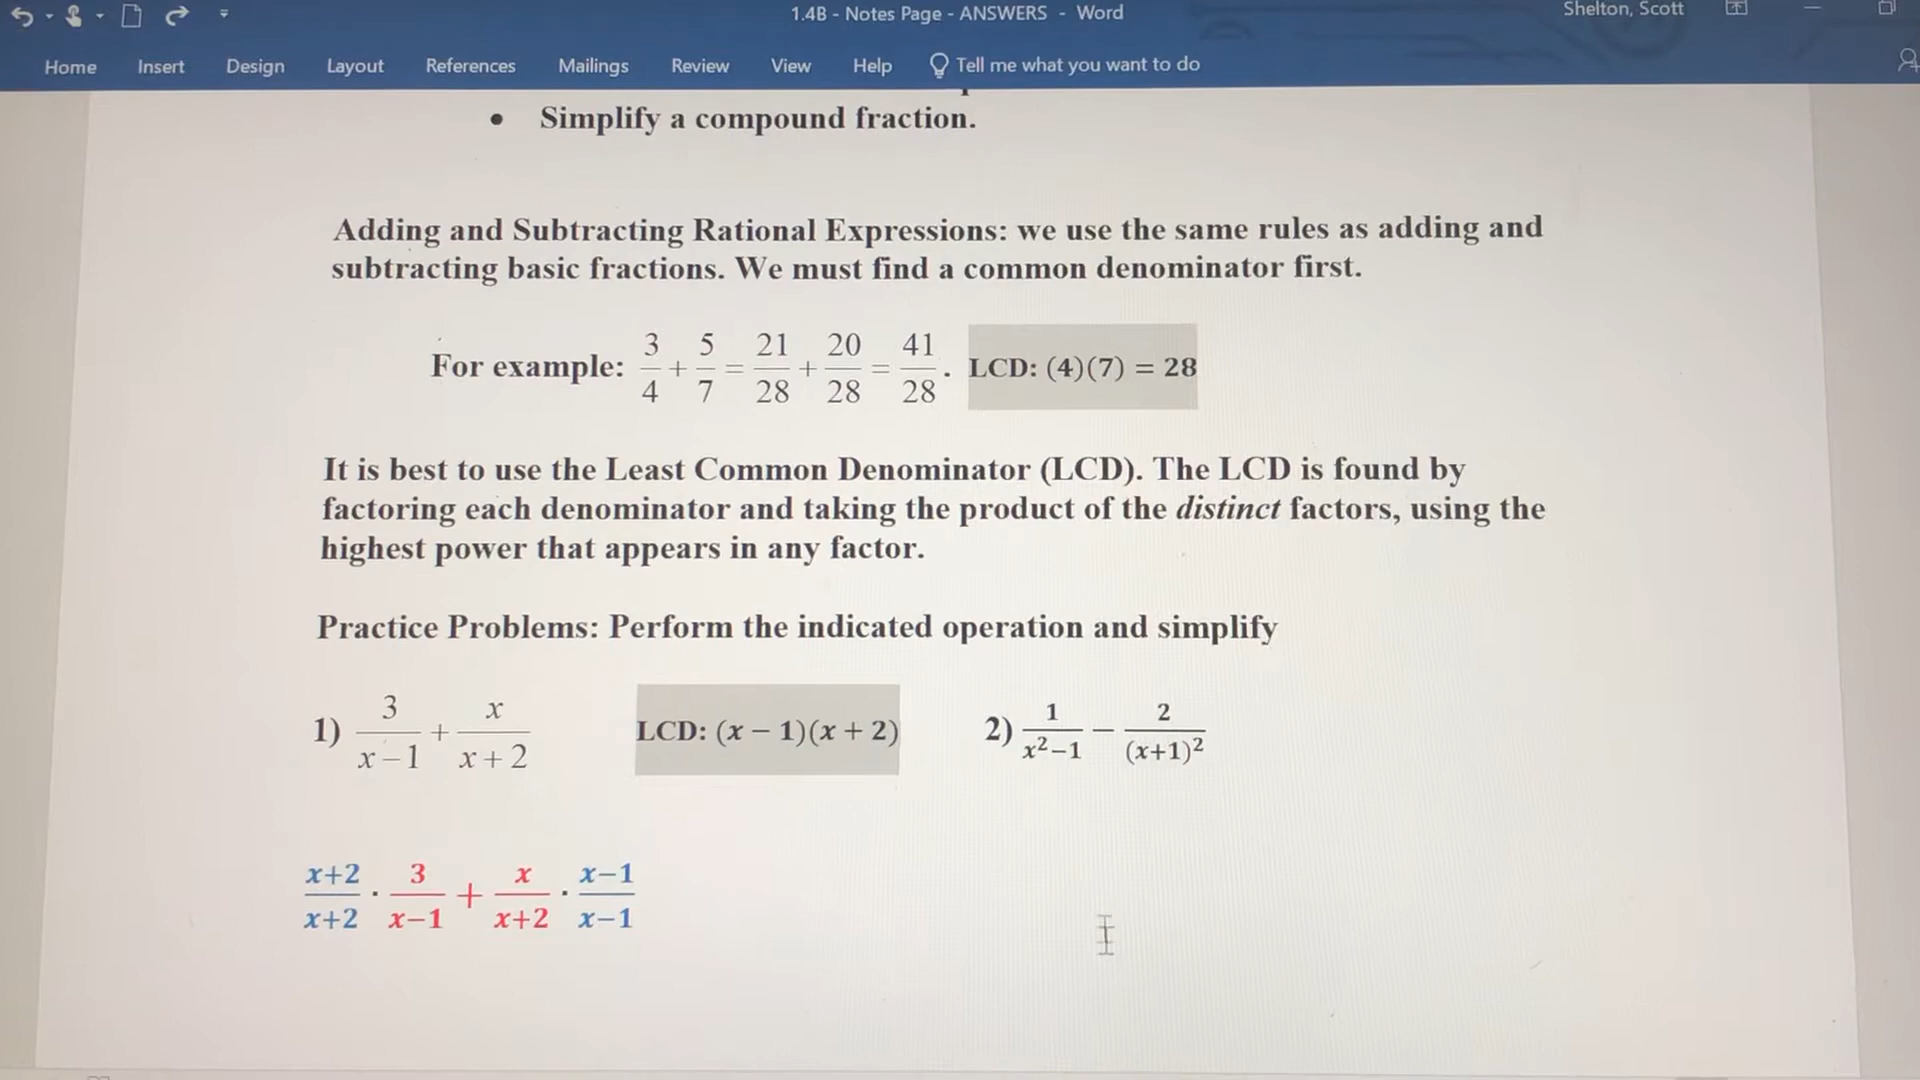 1.4B - Notes Page - ANSWERS - Word
Shelton, Scott
Home Insert Design Layout References Mailings Review View Help Tell me what you want to do
• Simplify a compound fraction.
Adding and Subtracting Rational Expressions: we use the same rules as adding and
subtracting basic fractions. We must find a common denominator first.
For example: 3/4 + 5/7 = 21/28 + 20/28 = 41/28. LCD: (4)(7) = 28
It is best to use the Least Common Denominator (LCD). The LCD is found by
factoring each denominator and taking the product of the distinct factors, using the
highest power that appears in any factor.
Practice Problems: Perform the indicated operation and simplify
1) 3/(x−1) + x/(x+2) LCD: (x − 1)(x + 2) 2) 1/(x²−1) − 2/(x+1)²
(x+2)/(x+2) · 3/(x−1) + x/(x+2) · (x−1)/(x−1)